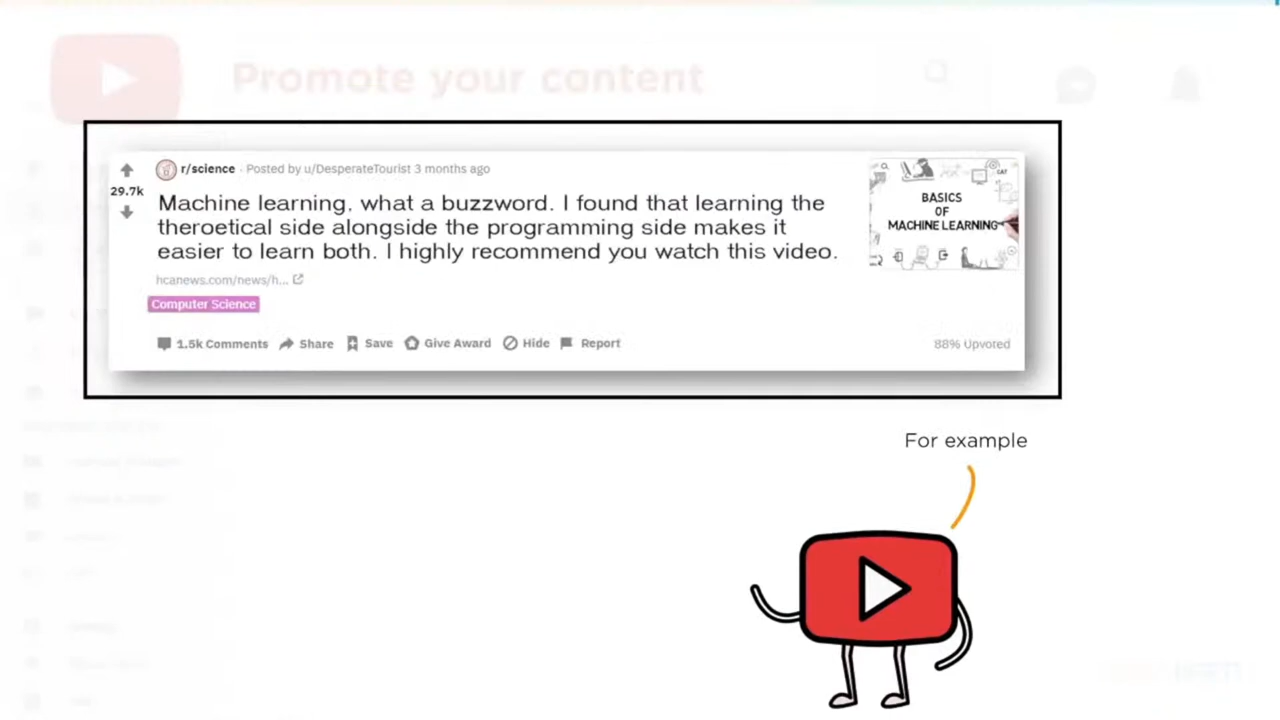 Promote your content
r/science · Posted by u/DesperateTourist 3 months ago
29.7k
Machine learning, what a buzzword. I found that learning the
theroetical side alongside the programming side makes it
easier to learn both. I highly recommend you watch this video.
hcanews.com/news/h...
Computer Science
1.5k Comments Share Save Give Award Hide Report
88% Upvoted
BASICS
OF
MACHINE LEARNING
For example